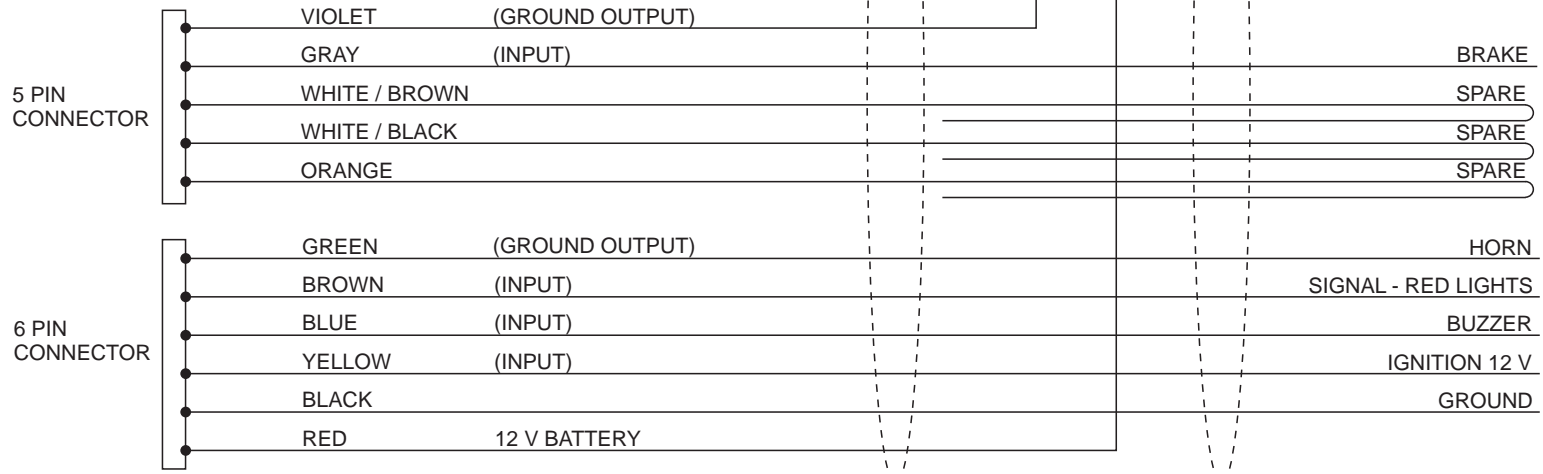 VIOLET (GROUND OUTPUT)
GRAY (INPUT) BRAKE
5 PIN
CONNECTOR
WHITE / BROWN SPARE
WHITE / BLACK SPARE
ORANGE SPARE
GREEN (GROUND OUTPUT) HORN
BROWN (INPUT) SIGNAL - RED LIGHTS
6 PIN
CONNECTOR
BLUE (INPUT) BUZZER
YELLOW (INPUT) IGNITION 12 V
BLACK GROUND
RED 12 V BATTERY